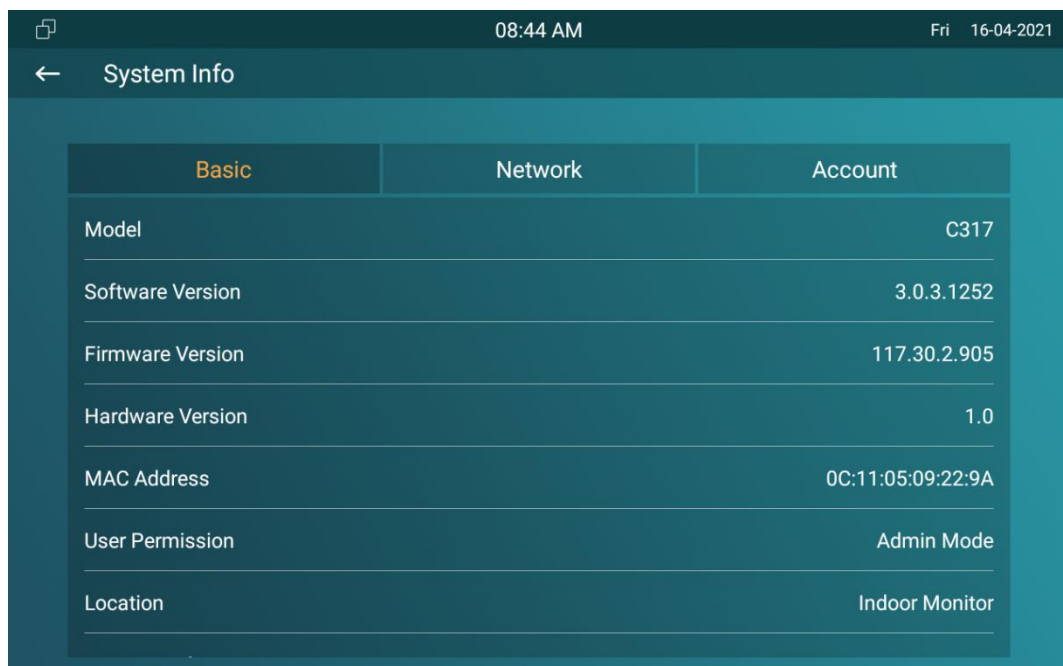 08:44 AM Fri 16-04-2021
System Info
Basic Network Account
Model C317
Software Version 3.0.3.1252
Firmware Version 117.30.2.905
Hardware Version 1.0
MAC Address 0C:11:05:09:22:9A
User Permission Admin Mode
Location Indoor Monitor